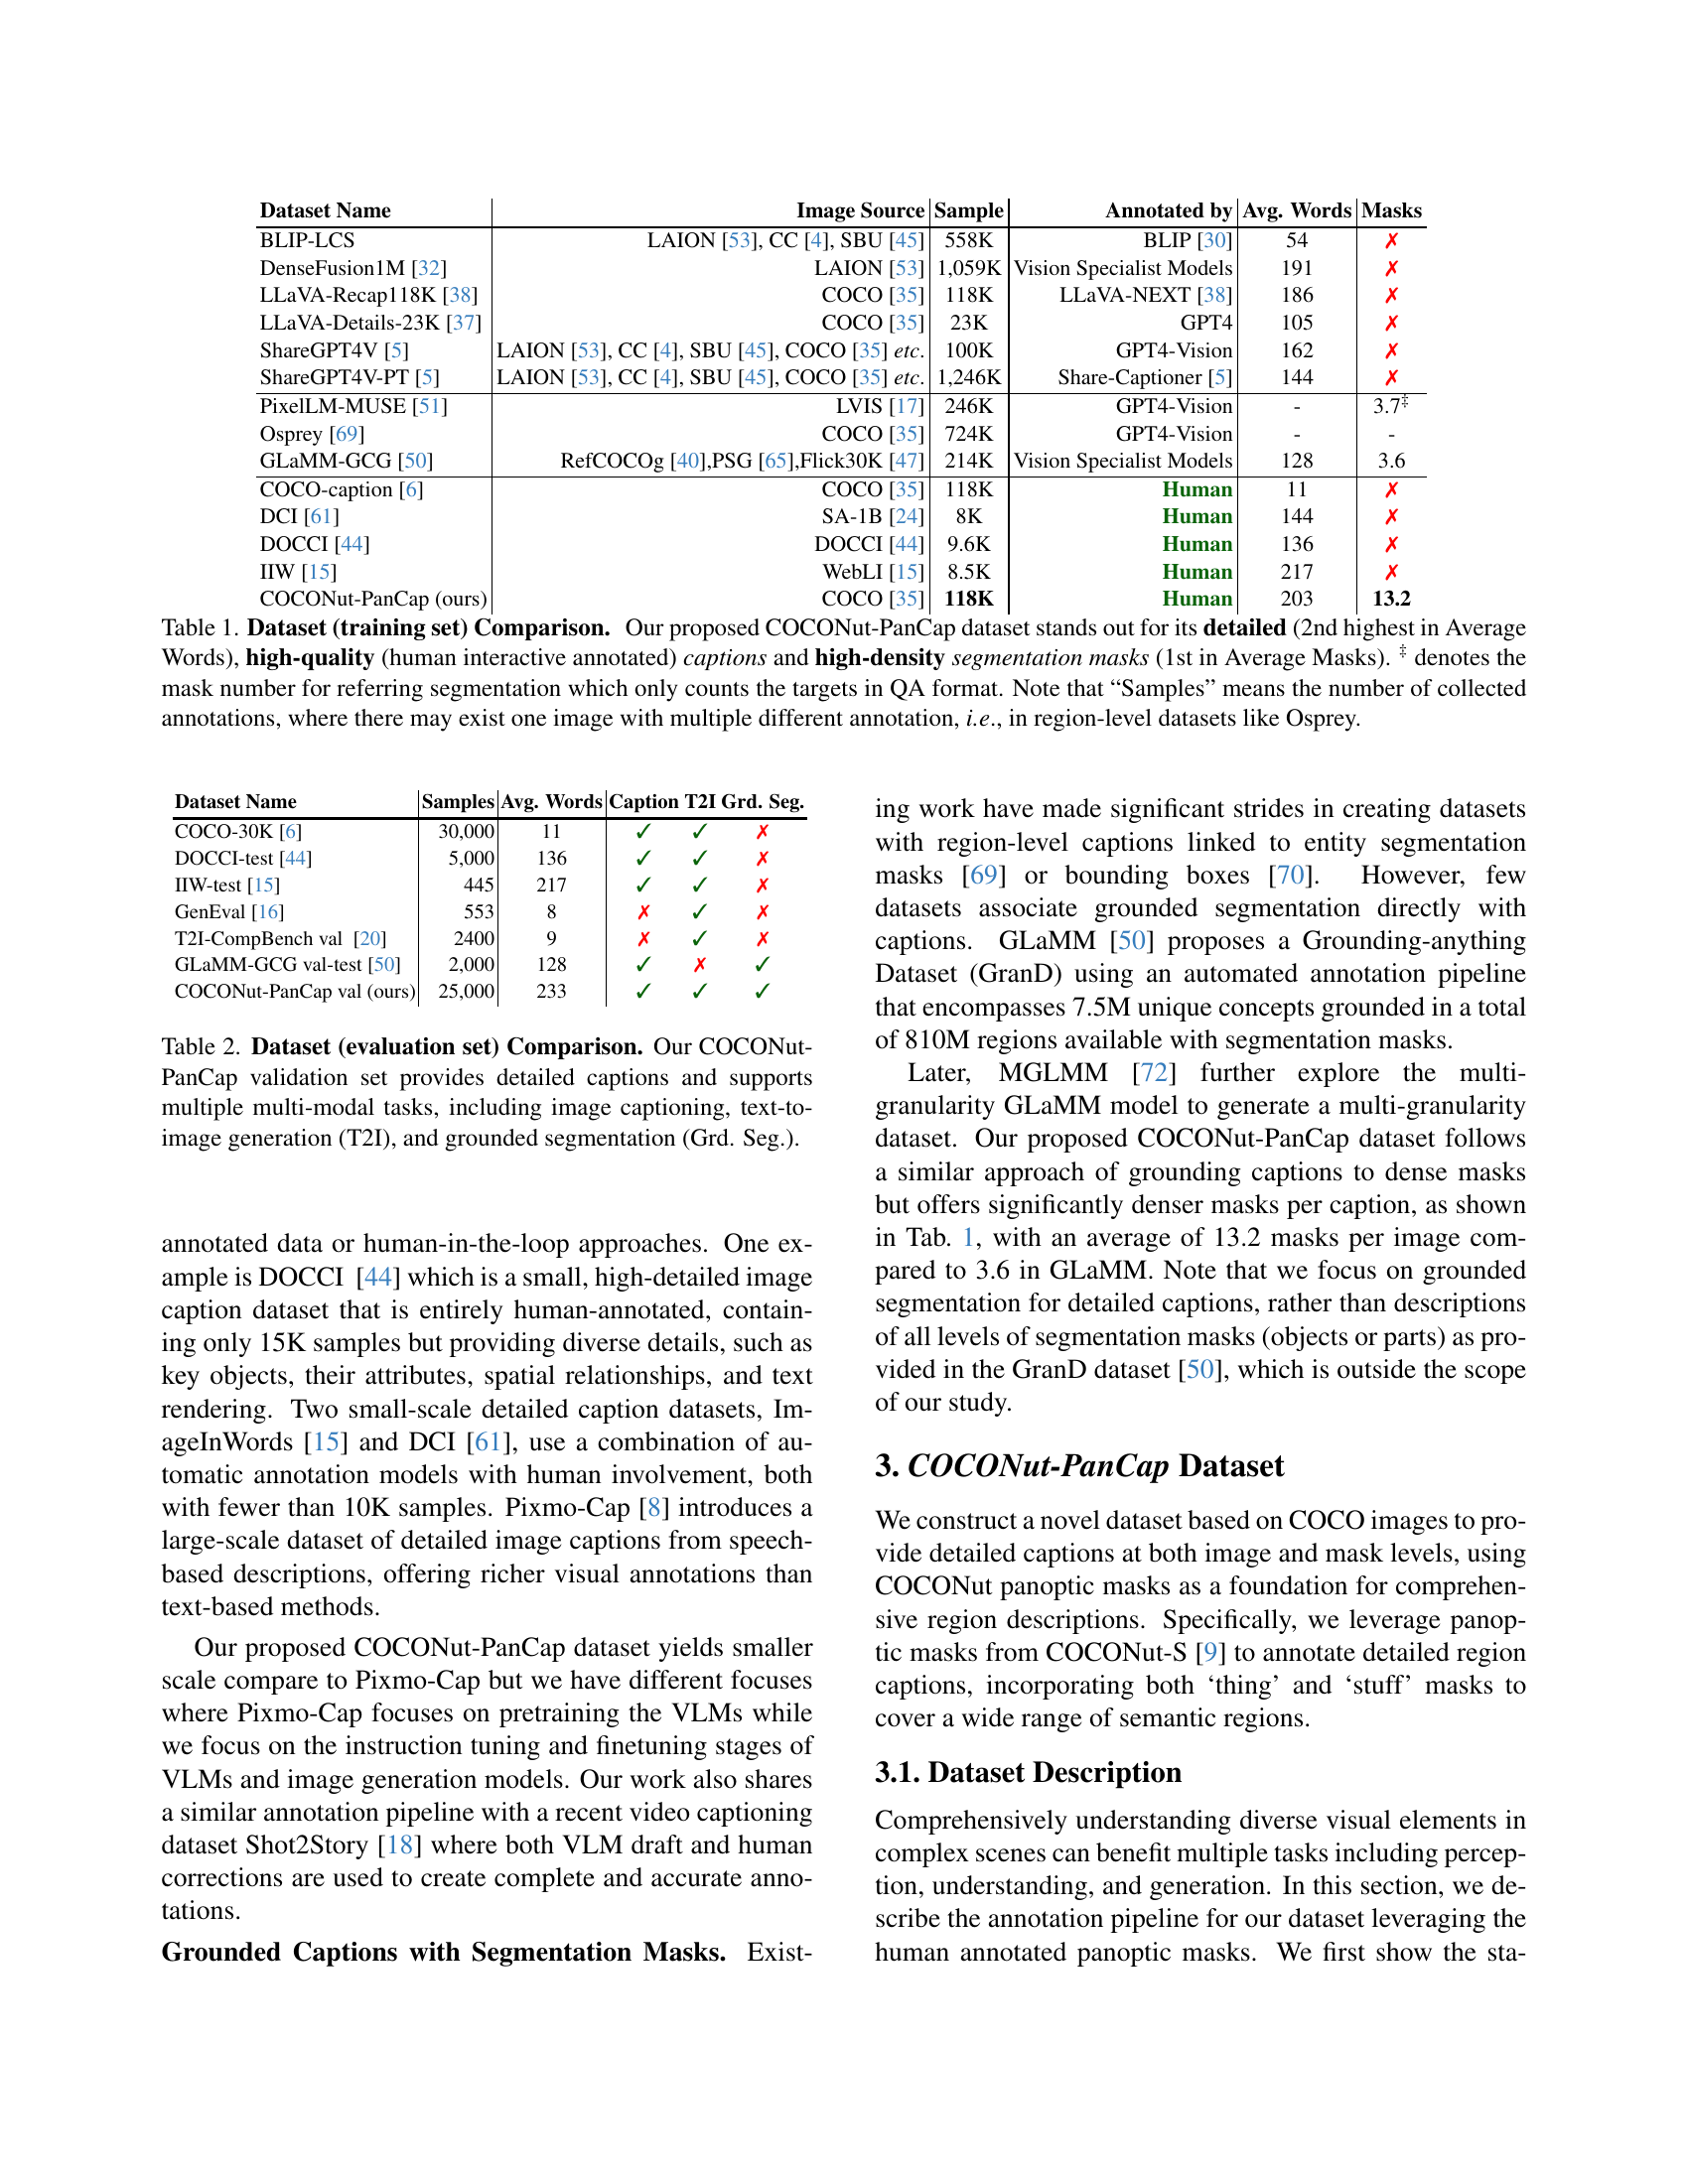 Dataset Name Image Source Sample Annotated by Avg. Words Masks
BLIP-LCS LAION [53], CC [4], SBU [45] 558K BLIP [30] 54 ✗
DenseFusion1M [32] LAION [53] 1,059K Vision Specialist Models 191 ✗
LLaVA-Recap118K [38] COCO [35] 118K LLaVA-NEXT [38] 186 ✗
LLaVA-Details-23K [37] COCO [35] 23K GPT4 105 ✗
ShareGPT4V [5] LAION [53], CC [4], SBU [45], COCO [35] etc. 100K GPT4-Vision 162 ✗
ShareGPT4V-PT [5] LAION [53], CC [4], SBU [45], COCO [35] etc. 1,246K Share-Captioner [5] 144 ✗
PixelLM-MUSE [51] LVIS [17] 246K GPT4-Vision - 3.7‡
Osprey [69] COCO [35] 724K GPT4-Vision - -
GLaMM-GCG [50] RefCOCOg [40],PSG [65],Flick30K [47] 214K Vision Specialist Models 128 3.6
COCO-caption [6] COCO [35] 118K Human 11 ✗
DCI [61] SA-1B [24] 8K Human 144 ✗
DOCCI [44] DOCCI [44] 9.6K Human 136 ✗
IIW [15] WebLI [15] 8.5K Human 217 ✗
COCONut-PanCap (ours) COCO [35] 118K Human 203 13.2
Table 1. Dataset (training set) Comparison. Our proposed COCONut-PanCap dataset stands out for its detailed (2nd highest in Average
Words), high-quality (human interactive annotated) captions and high-density segmentation masks (1st in Average Masks). ‡ denotes the
mask number for referring segmentation which only counts the targets in QA format. Note that “Samples” means the number of collected
annotations, where there may exist one image with multiple different annotation, i.e., in region-level datasets like Osprey.
Dataset Name Samples Avg. Words Caption T2I Grd. Seg.
COCO-30K [6] 30,000 11 ✓ ✓ ✗
DOCCI-test [44] 5,000 136 ✓ ✓ ✗
IIW-test [15] 445 217 ✓ ✓ ✗
GenEval [16] 553 8 ✗ ✓ ✗
T2I-CompBench val [20] 2400 9 ✗ ✓ ✗
GLaMM-GCG val-test [50] 2,000 128 ✓ ✗ ✓
COCONut-PanCap val (ours) 25,000 233 ✓ ✓ ✓
Table 2. Dataset (evaluation set) Comparison. Our COCONut-
PanCap validation set provides detailed captions and supports
multiple multi-modal tasks, including image captioning, text-to-
image generation (T2I), and grounded segmentation (Grd. Seg.).
annotated data or human-in-the-loop approaches. One ex-
ample is DOCCI [44] which is a small, high-detailed image
caption dataset that is entirely human-annotated, contain-
ing only 15K samples but providing diverse details, such as
key objects, their attributes, spatial relationships, and text
rendering. Two small-scale detailed caption datasets, Im-
ageInWords [15] and DCI [61], use a combination of au-
tomatic annotation models with human involvement, both
with fewer than 10K samples. Pixmo-Cap [8] introduces a
large-scale dataset of detailed image captions from speech-
based descriptions, offering richer visual annotations than
text-based methods.
Our proposed COCONut-PanCap dataset yields smaller
scale compare to Pixmo-Cap but we have different focuses
where Pixmo-Cap focuses on pretraining the VLMs while
we focus on the instruction tuning and finetuning stages of
VLMs and image generation models. Our work also shares
a similar annotation pipeline with a recent video captioning
dataset Shot2Story [18] where both VLM draft and human
corrections are used to create complete and accurate anno-
tations.
Grounded Captions with Segmentation Masks. Exist-
ing work have made significant strides in creating datasets
with region-level captions linked to entity segmentation
masks [69] or bounding boxes [70]. However, few
datasets associate grounded segmentation directly with
captions. GLaMM [50] proposes a Grounding-anything
Dataset (GranD) using an automated annotation pipeline
that encompasses 7.5M unique concepts grounded in a total
of 810M regions available with segmentation masks.
Later, MGLMM [72] further explore the multi-
granularity GLaMM model to generate a multi-granularity
dataset. Our proposed COCONut-PanCap dataset follows
a similar approach of grounding captions to dense masks
but offers significantly denser masks per caption, as shown
in Tab. 1, with an average of 13.2 masks per image com-
pared to 3.6 in GLaMM. Note that we focus on grounded
segmentation for detailed captions, rather than descriptions
of all levels of segmentation masks (objects or parts) as pro-
vided in the GranD dataset [50], which is outside the scope
of our study.
3. COCONut-PanCap Dataset
We construct a novel dataset based on COCO images to pro-
vide detailed captions at both image and mask levels, using
COCONut panoptic masks as a foundation for comprehen-
sive region descriptions. Specifically, we leverage panop-
tic masks from COCONut-S [9] to annotate detailed region
captions, incorporating both ‘thing’ and ‘stuff’ masks to
cover a wide range of semantic regions.
3.1. Dataset Description
Comprehensively understanding diverse visual elements in
complex scenes can benefit multiple tasks including percep-
tion, understanding, and generation. In this section, we de-
scribe the annotation pipeline for our dataset leveraging the
human annotated panoptic masks. We first show the sta-